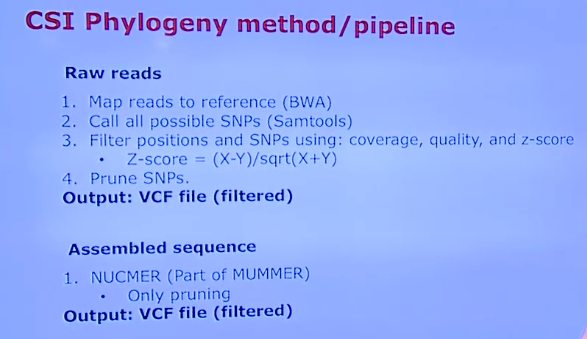 CSI Phylogeny method/pipeline
Raw reads
1. Map reads to reference (BWA)
2. Call all possible SNPs (Samtools)
3. Filter positions and SNPs using: coverage, quality, and z-score
• Z-score = (X-Y)/sqrt(X+Y)
4. Prune SNPs.
Output: VCF file (filtered)
Assembled sequence
1. NUCMER (Part of MUMMER)
• Only pruning
Output: VCF file (filtered)